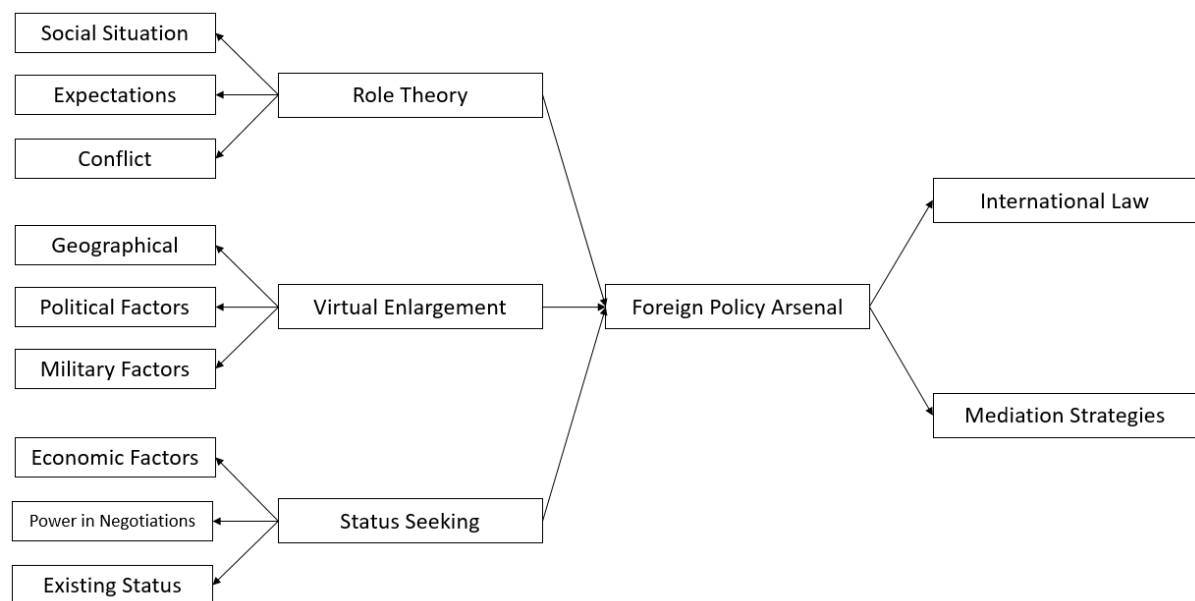 Social Situation
Expectations
Conflict
Role Theory
Geographical
Political Factors
Military Factors
Virtual Enlargement
Economic Factors
Power in Negotiations
Existing Status
Status Seeking
Foreign Policy Arsenal
International Law
Mediation Strategies